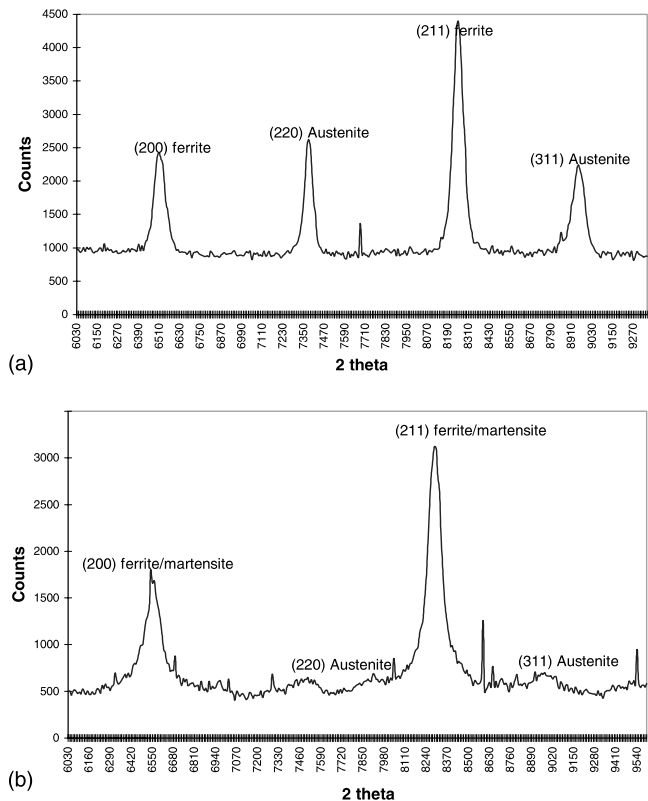 4500
4000
3500
3000
2500
2000
1500
1000
500
0
Counts
(200) ferrite
(220) Austenite
(211) ferrite
(311) Austenite
6030 6150 6270 6390 6510 6630 6750 6870 6990 7110 7230 7350 7470 7590 7710 7830 7950 8070 8190 8310 8430 8550 8670 8790 8910 9030 9150 9270
2 theta
(a)
3000
2500
2000
1500
1000
500
0
Counts
(211) ferrite/martensite
(200) ferrite/martensite
(220) Austenite
(311) Austenite
6030 6160 6290 6420 6550 6680 6810 6940 7070 7200 7330 7460 7590 7720 7850 7980 8110 8240 8370 8500 8630 8760 8890 9020 9150 9280 9410 9540
2 theta
(b)